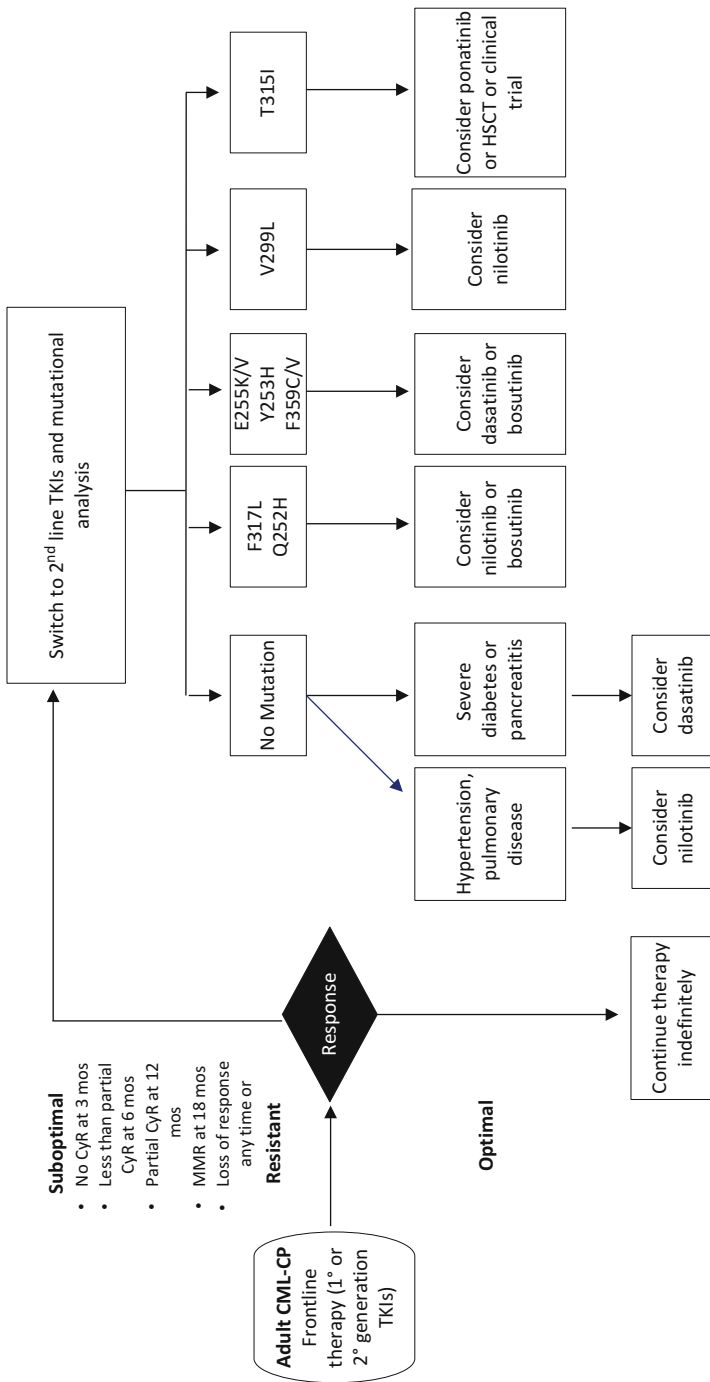 Adult CML-CP
Frontline
therapy (1° or
2° generation
TKIs)
Suboptimal
• No CyR at 3 mos
• Less than partial
CyR at 6 mos
• Partial CyR at 12
mos
• MMR at 18 mos
• Loss of response
any time or
Resistant
Response
Optimal
Continue therapy
indefinitely
Switch to 2nd line TKIs and mutational
analysis
No Mutation
Hypertension,
pulmonary
disease
Consider
nilotinib
Severe
diabetes or
pancreatitis
Consider
dasatinib
F317L
Q252H
Consider
nilotinib or
bosutinib
E255K/V
Y253H
F359C/V
Consider
dasatinib or
bosutinib
V299L
Consider
nilotinib
T315I
Consider ponatinib
or HSCT or clinical
trial